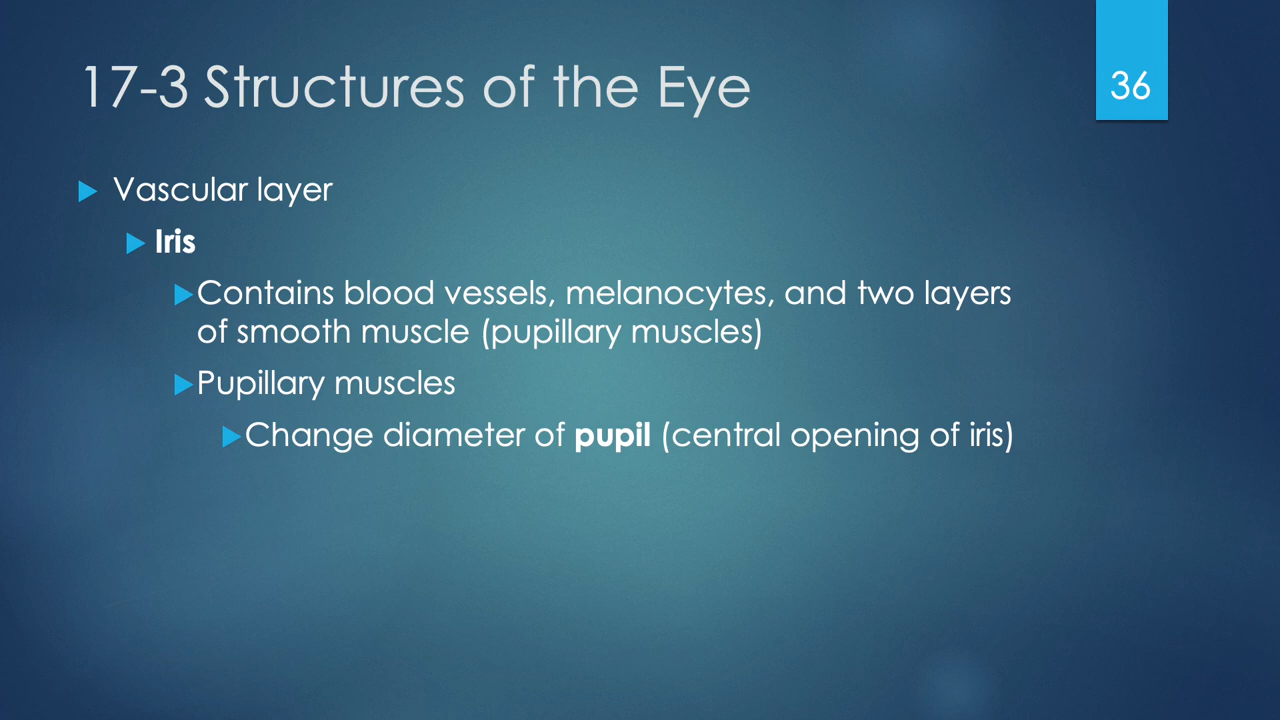 17-3 Structures of the Eye
36
Vascular layer
Iris
Contains blood vessels, melanocytes, and two layers
of smooth muscle (pupillary muscles)
Pupillary muscles
Change diameter of pupil (central opening of iris)